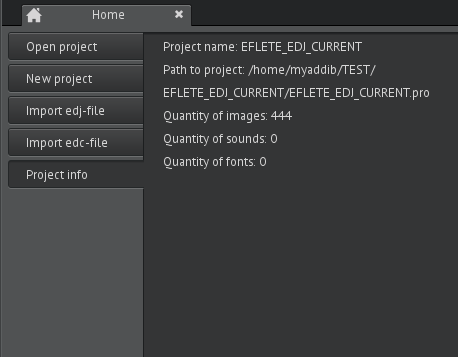 Home
Open project
New project
Import edj-file
Import edc-file
Project info
Project name: EFLETE_EDJ_CURRENT
Path to project: /home/myaddib/TEST/
EFLETE_EDJ_CURRENT/EFLETE_EDJ_CURRENT.pro
Quantity of images: 444
Quantity of sounds: 0
Quantity of fonts: 0